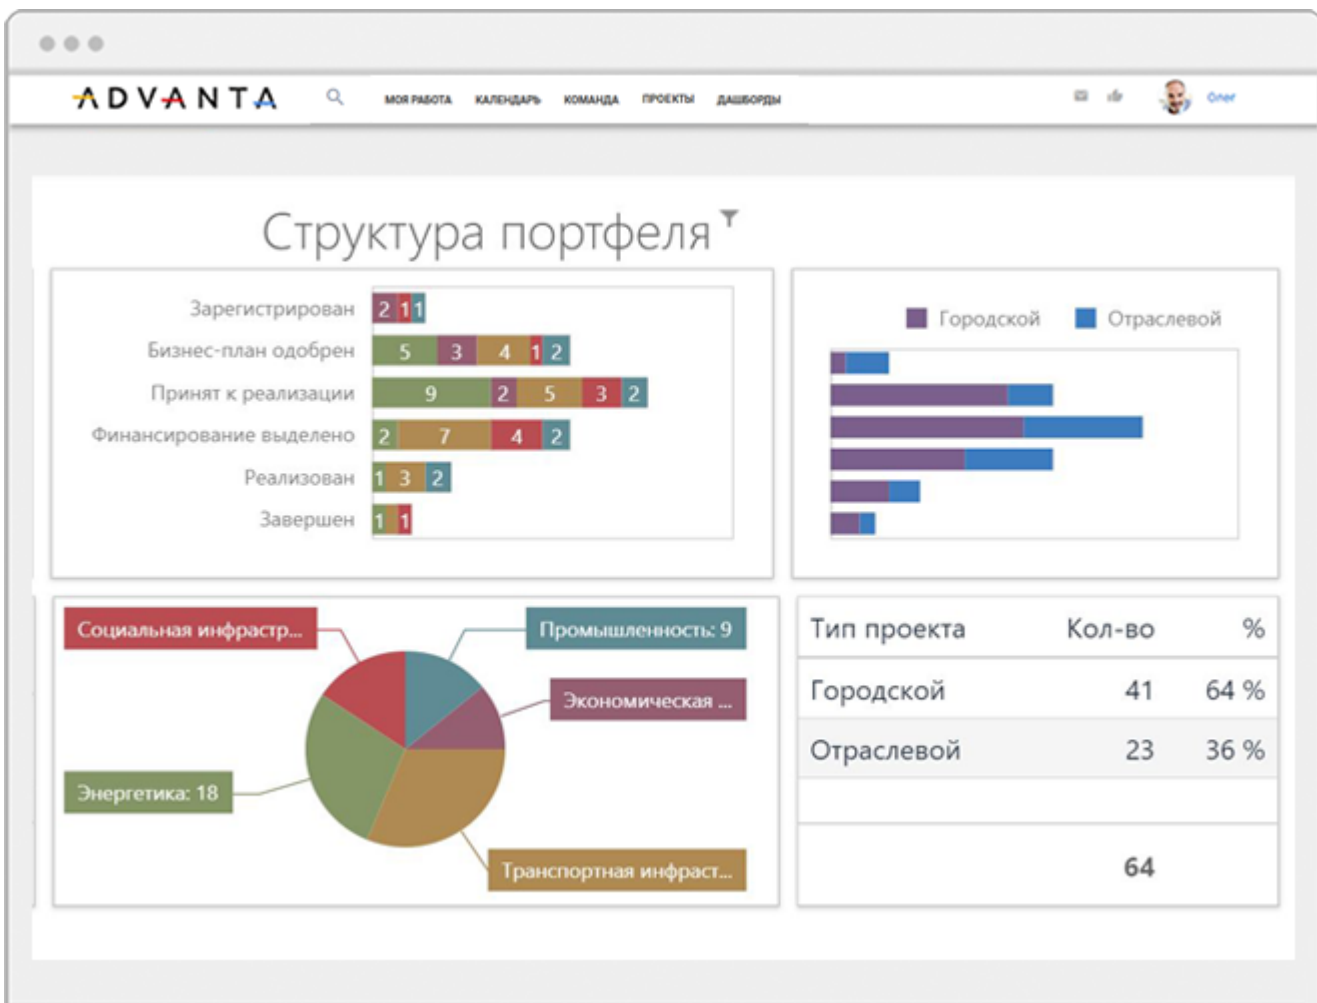 ADVANTA
МОЯ РАБОТА КАЛЕНДАРЬ КОМАНДА ПРОЕКТЫ ДАШБОРДЫ
Олег
Структура портфеля
Зарегистрирован 2 1 1
Бизнес-план одобрен 5 3 4 1 2
Принят к реализации 9 2 5 3 2
Финансирование выделено 2 7 4 2
Реализован 1 3 2
Завершен 1 1
Городской Отраслевой
Социальная инфрастр...
Промышленность: 9
Экономическая ...
Энергетика: 18
Транспортная инфраст...
Тип проекта Кол-во %
Городской 41 64 %
Отраслевой 23 36 %
64